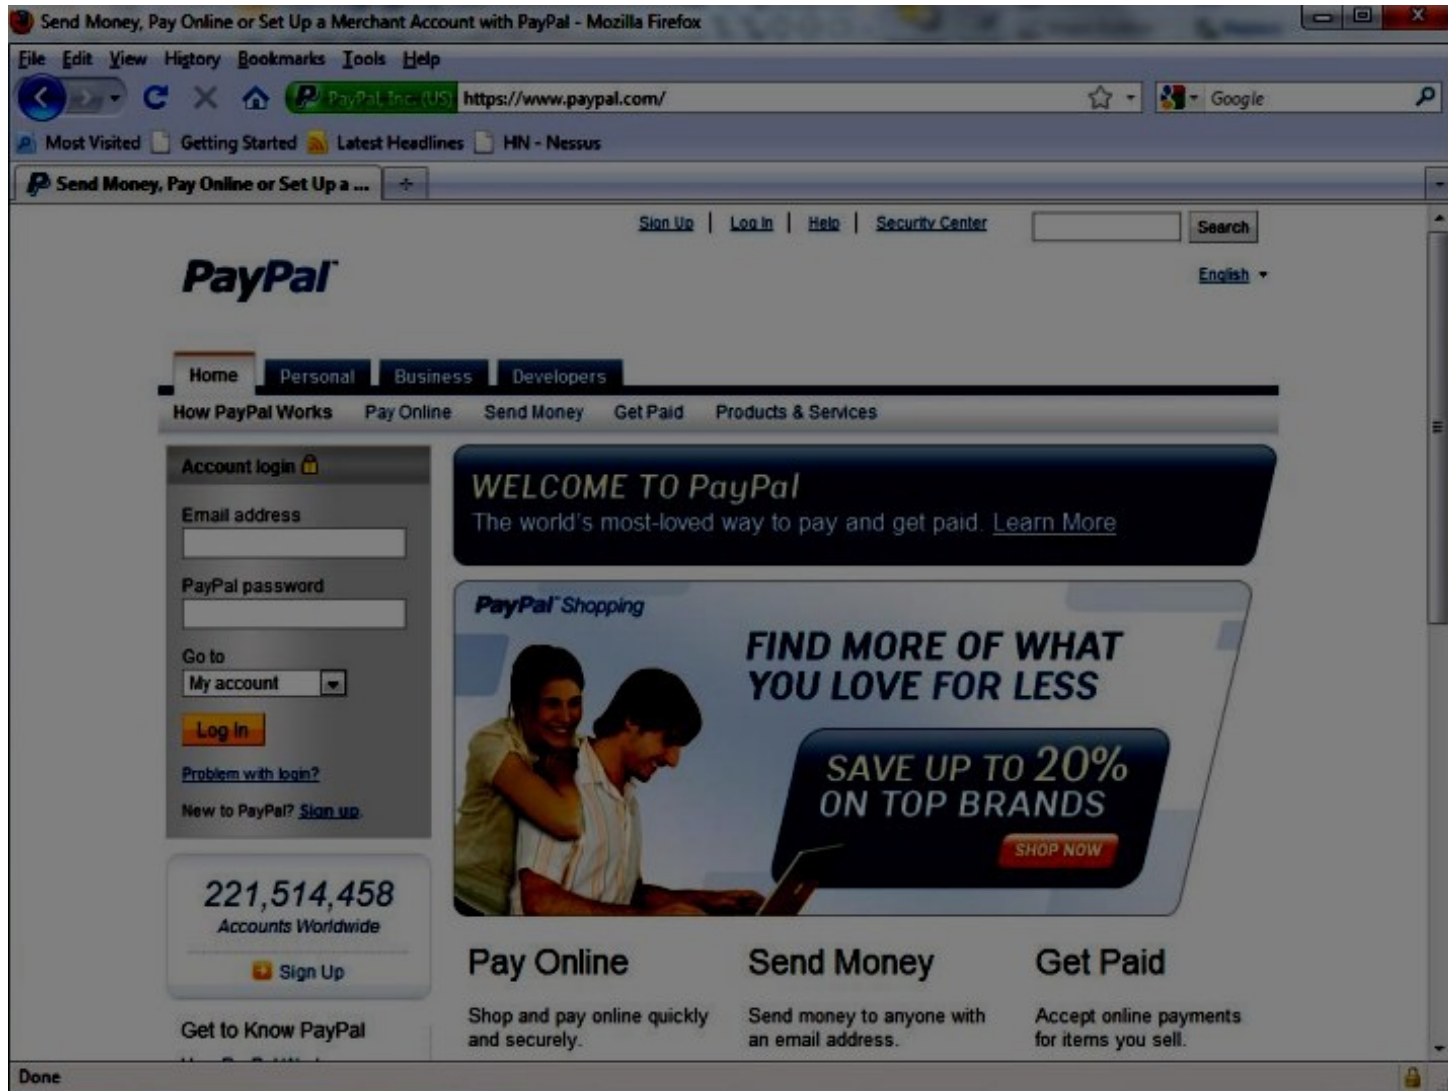 Send Money, Pay Online or Set Up a Merchant Account with PayPal - Mozilla Firefox
File Edit View History Bookmarks Tools Help
PayPal, Inc. (US) https://www.paypal.com/ Google
Most Visited Getting Started Latest Headlines HN - Nessus
Send Money, Pay Online or Set Up a ...
Sign Up | Log In | Help | Security Center Search
PayPal™
English
Home Personal Business Developers
How PayPal Works Pay Online Send Money Get Paid Products & Services
Account login
Email address
PayPal password
Go to
My account
Log In
Problem with login?
New to PayPal? Sign up.
221,514,458
Accounts Worldwide
Sign Up
Get to Know PayPal
WELCOME TO PayPal
The world's most-loved way to pay and get paid. Learn More
PayPal™ Shopping
FIND MORE OF WHAT
YOU LOVE FOR LESS
SAVE UP TO 20%
ON TOP BRANDS
SHOP NOW
Pay Online
Shop and pay online quickly
and securely.
Send Money
Send money to anyone with
an email address.
Get Paid
Accept online payments
for items you sell.
Done